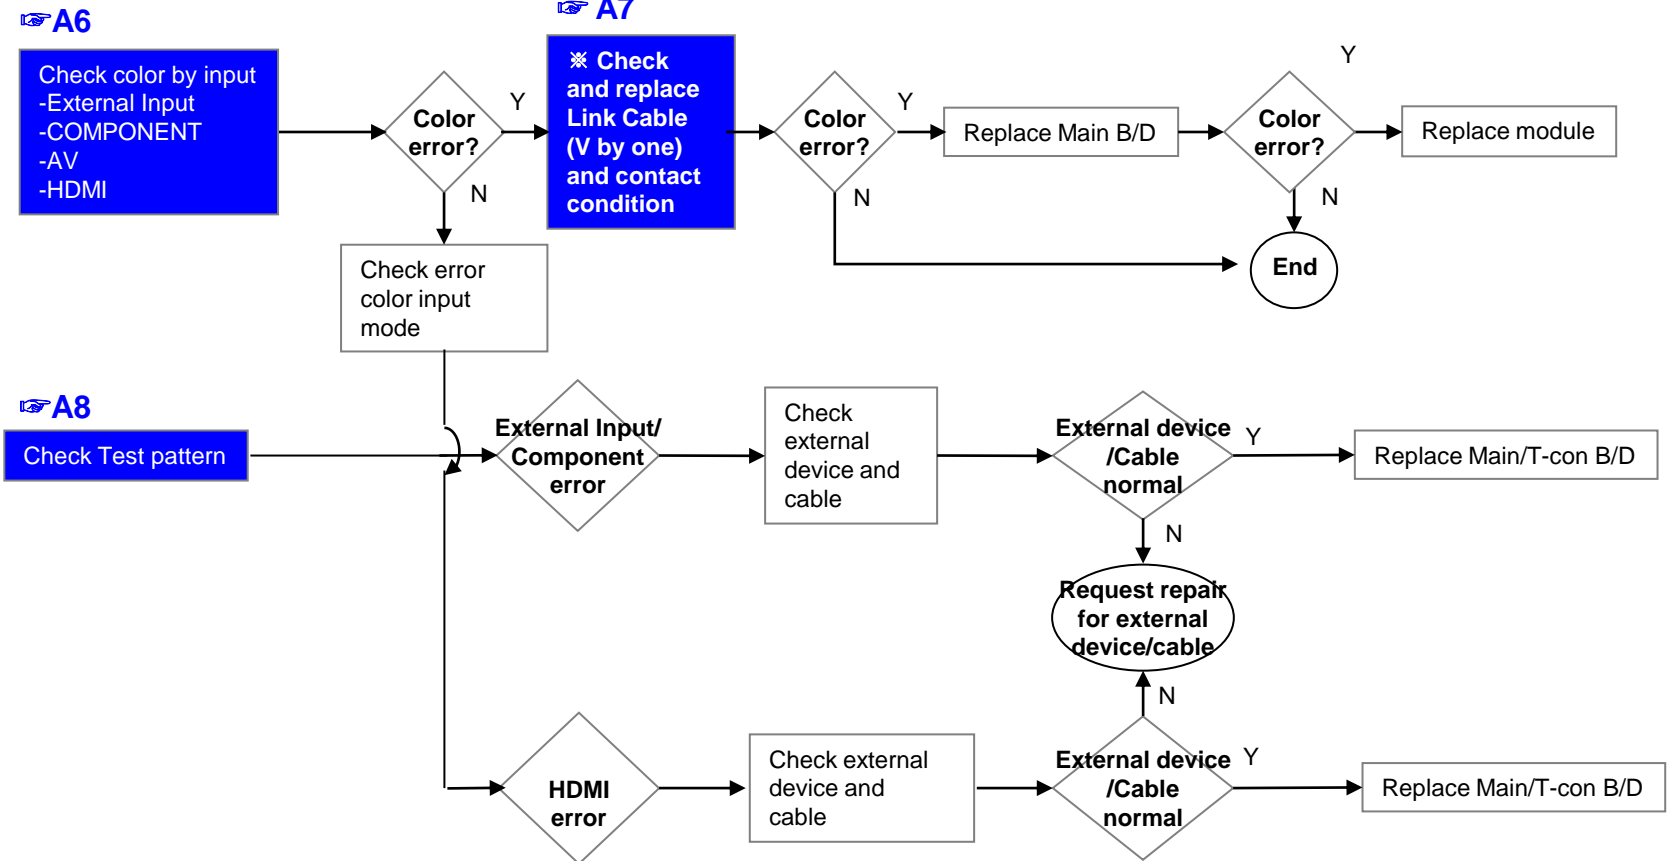 ☞A6
☞ A7
Check color by input
-External Input
-COMPONENT
-AV
-HDMI
Color
error?
Y
N
※ Check
and replace
Link Cable
(V by one)
and contact
condition
Color
error?
Y
N
Replace Main B/D
Color
error?
Y
N
Replace module
End
Check error
color input
mode
☞A8
Check Test pattern
External Input/
Component
error
Check
external
device and
cable
External device
/Cable
normal
Y
N
Replace Main/T-con B/D
Request repair
for external
device/cable
N
HDMI
error
Check external
device and
cable
External device
/Cable
normal
Y
Replace Main/T-con B/D